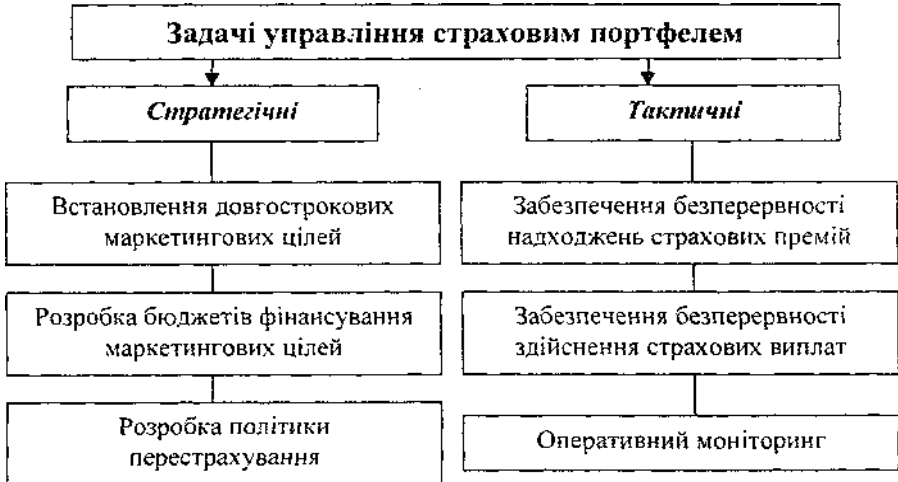 Задачі управління страховим портфелем
Стратегічні
Тактичні
Встановлення довгострокових
маркетингових цілей
Забезпечення безперервності
надходжень страхових премій
Розробка бюджетів фінансування
маркетингових цілей
Забезпечення безперервності
здійснення страхових виплат
Розробка політики
перестрахування
Оперативний моніторинг